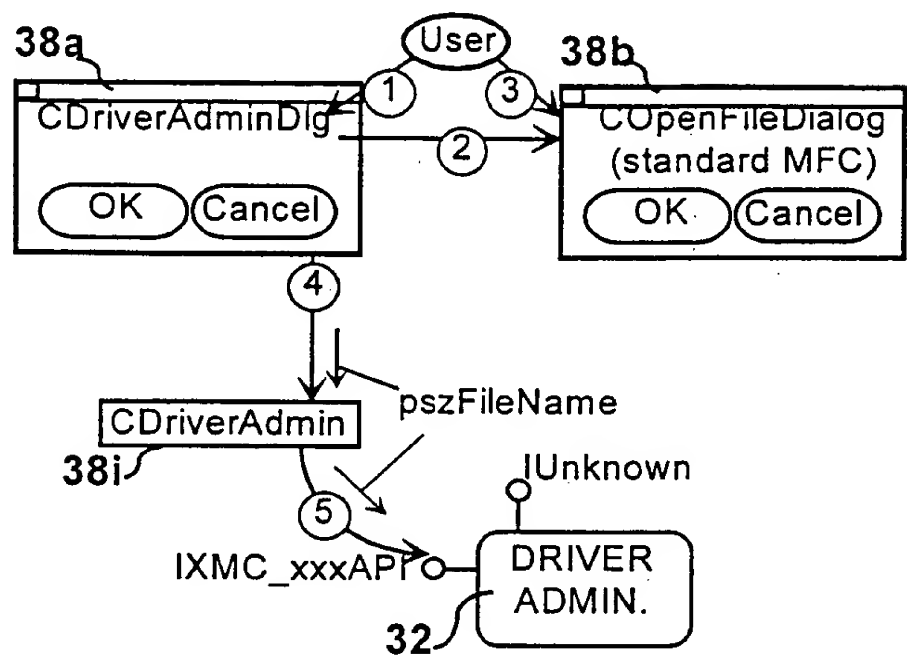 38a
User
38b
1
3
CDriverAdminDlg
2
COpenFileDialog
(standard MFC)
OK
Cancel
OK
Cancel
4
pszFileName
CDriverAdmin
38i
IUnknown
5
IXMC_xxxAPI
DRIVER
ADMIN.
32